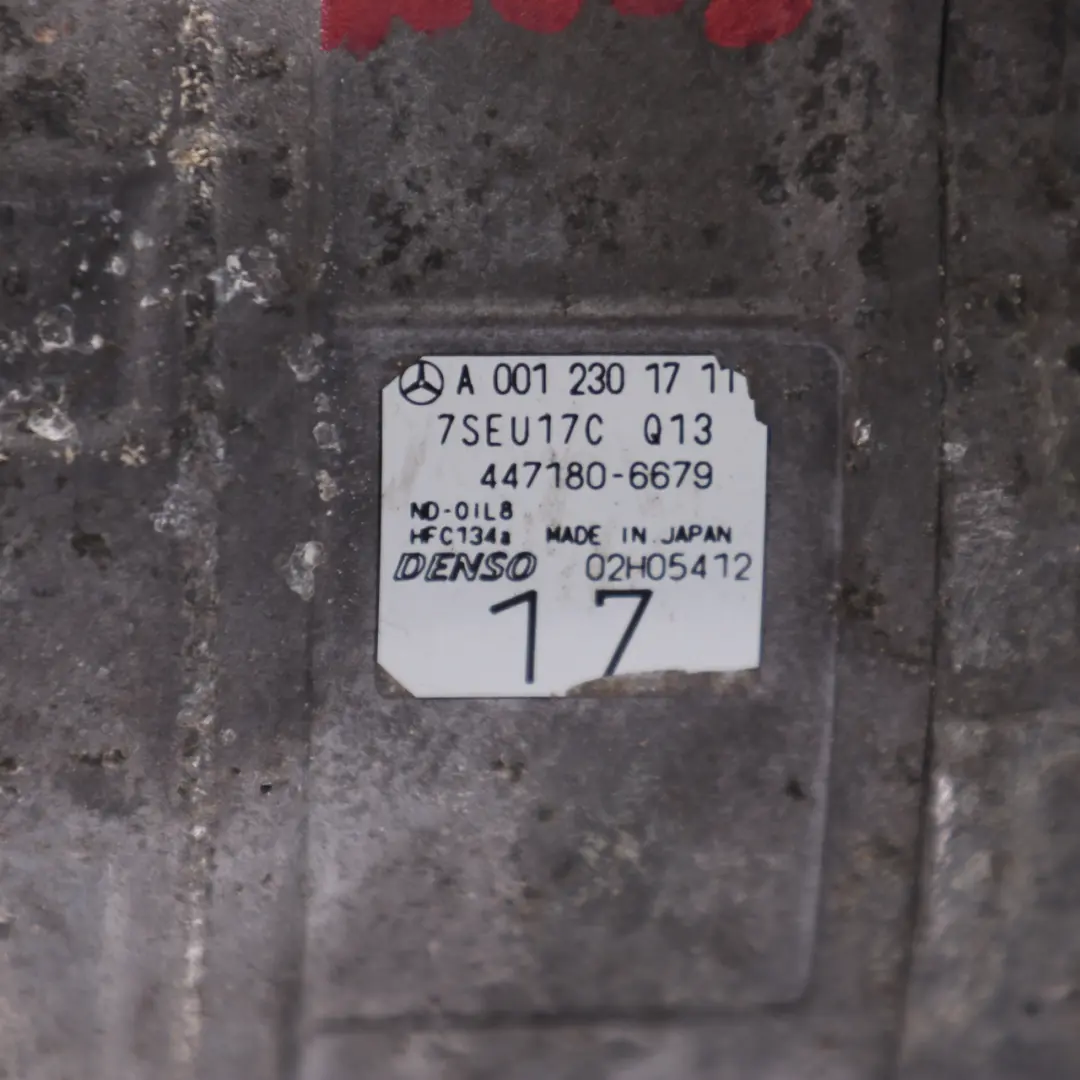 A 001 230 17 11
7SEU17C Q13
447180-6679
ND-OIL8
HFC134a MADE IN JAPAN
DENSO 02H05412
17